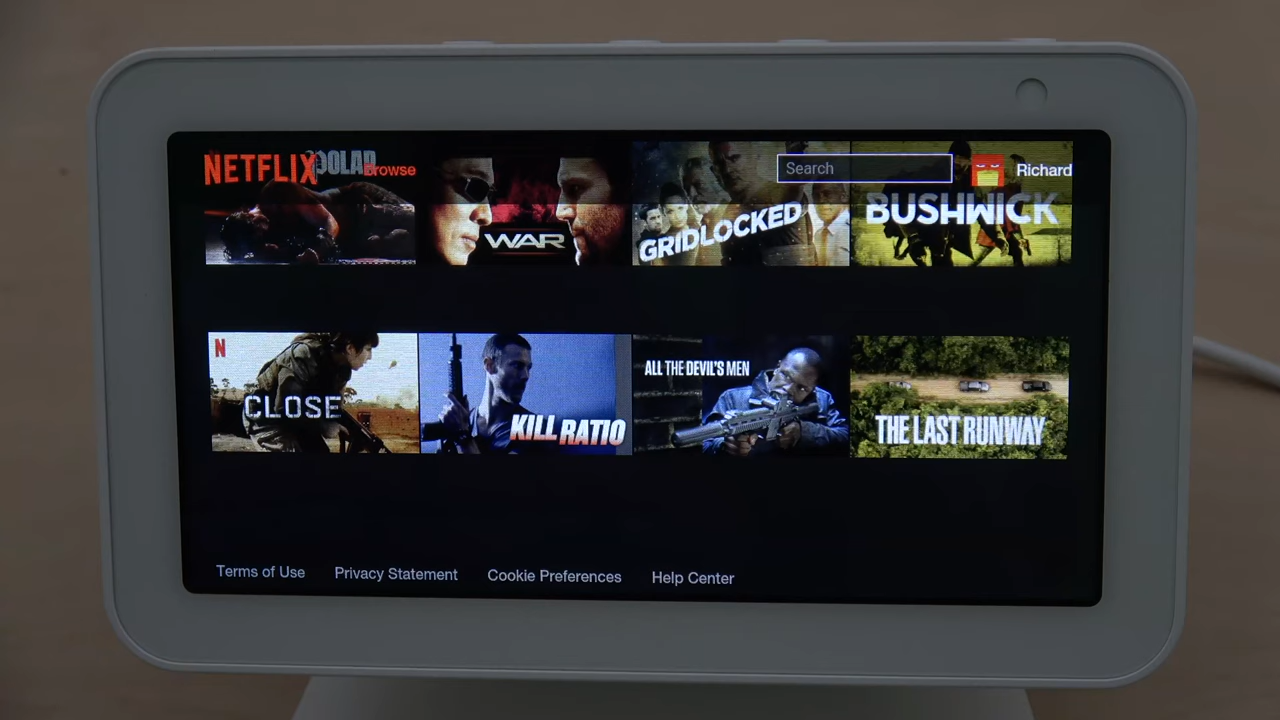 NETFLIX
POLAR
Browse
Search
Richard
WAR
GRIDLOCKED
BUSHWICK
N
CLOSE
KILL RATIO
ALL THE DEVIL'S MEN
THE LAST RUNWAY
Terms of Use
Privacy Statement
Cookie Preferences
Help Center